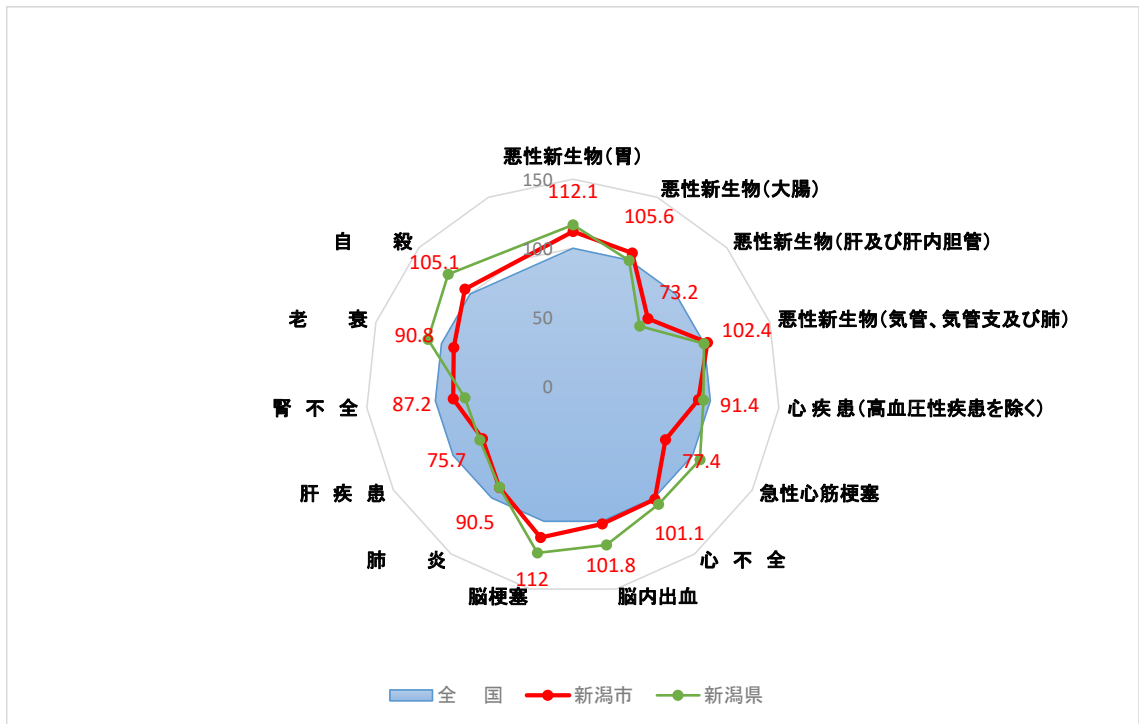 悪性新生物（胃）
150
112.1
悪性新生物（大腸）
105.6
悪性新生物（肝及び肝内胆管）
自　　殺
105.1
100
73.2
悪性新生物（気管、気管支及び肺）
102.4
老　　衰
90.8
50
0
腎 不 全
87.2
心 疾 患（高血圧性疾患を除く）
91.4
肝 疾 患
75.7
77.4
急性心筋梗塞
肺　　炎
90.5
101.1
心 不 全
脳梗塞
112
101.8
脳内出血
全　国
新潟市
新潟県